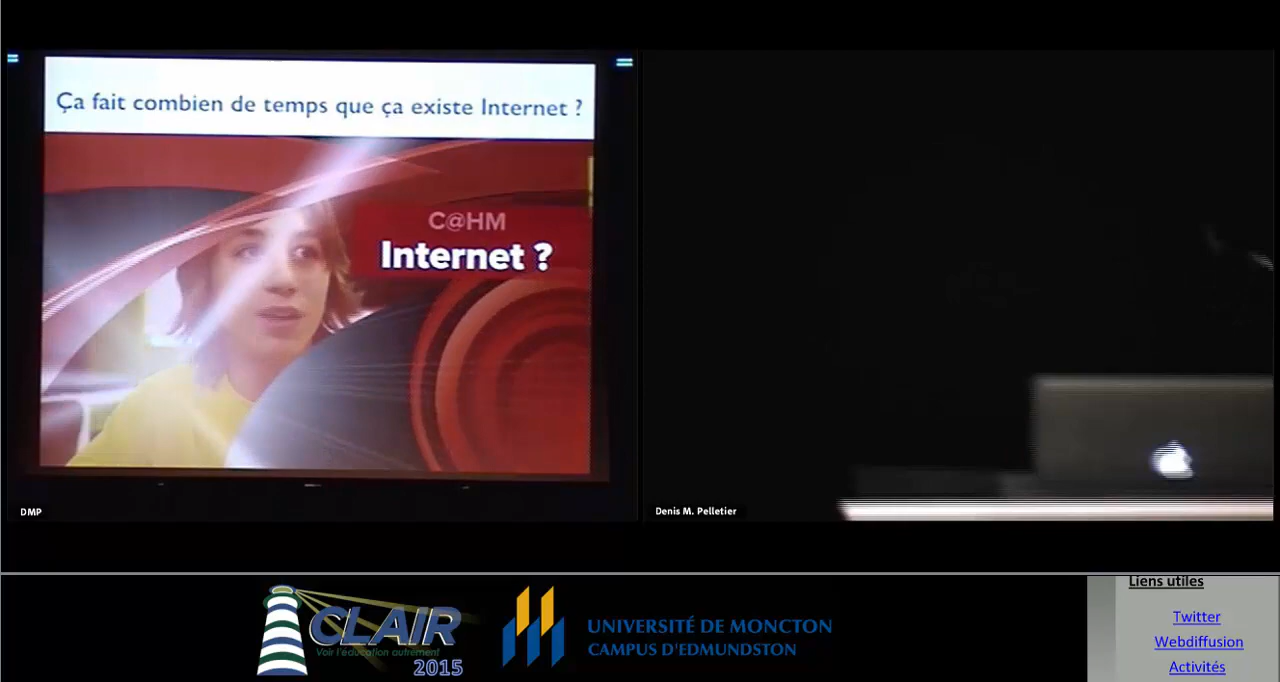 Ça fait combien de temps que ça existe Internet ?
C@HM
Internet ?
DMP
Denis M. Pelletier
CLAIR
Voir l'éducation autrement
2015
UNIVERSITÉ DE MONCTON
CAMPUS D'EDMUNDSTON
Liens utiles
Twitter
Webdiffusion
Activités